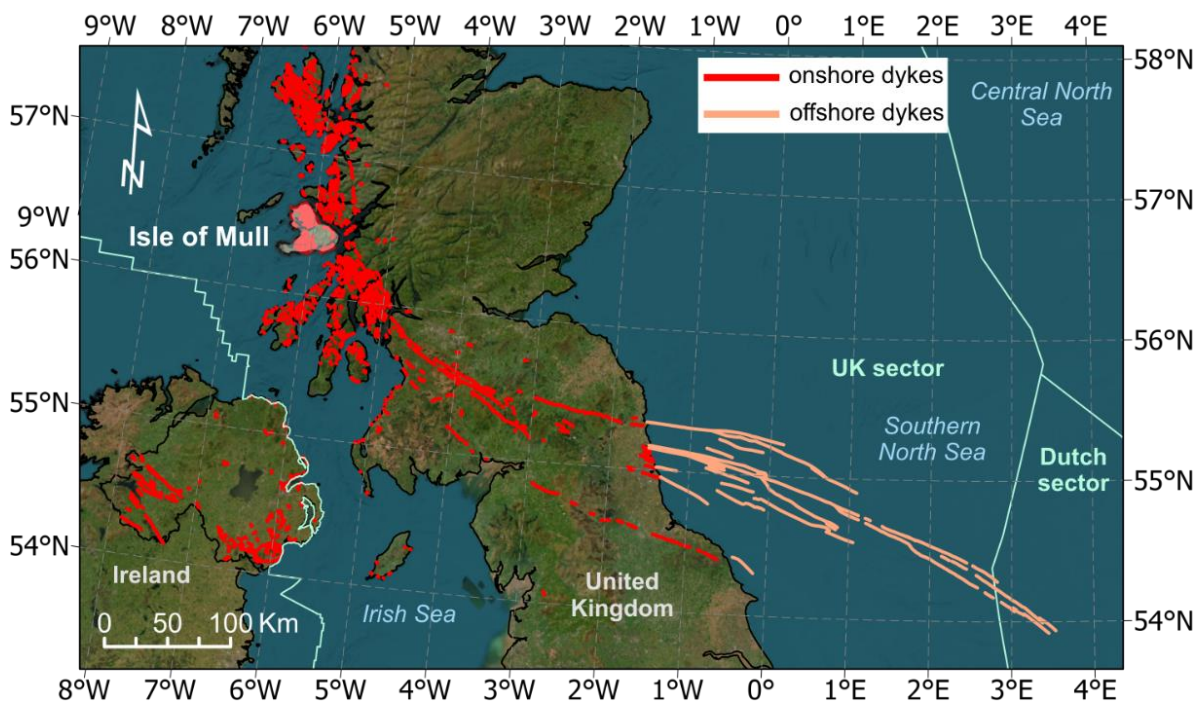 9°W 8°W 7°W 6°W 5°W 4°W 3°W 2°W 1°W 0° 1°E 2°E 3°E 4°E
58°N
onshore dykes
offshore dykes
Central North
Sea
57°N
N
57°N
9°W
Isle of Mull
56°N
56°N
UK sector
55°N
Southern
North Sea
Dutch
sector
55°N
54°N
Ireland
United
Kingdom
Irish Sea
0 50 100 Km
54°N
8°W 7°W 6°W 5°W 4°W 3°W 2°W 1°W 0° 1°E 2°E 3°E 4°E